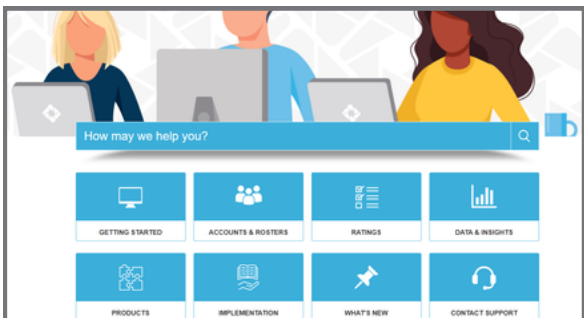 How may we help you?
GETTING STARTED
ACCOUNTS & ROSTERS
RATINGS
DATA & INSIGHTS
PRODUCTS
IMPLEMENTATION
WHAT'S NEW
CONTACT SUPPORT